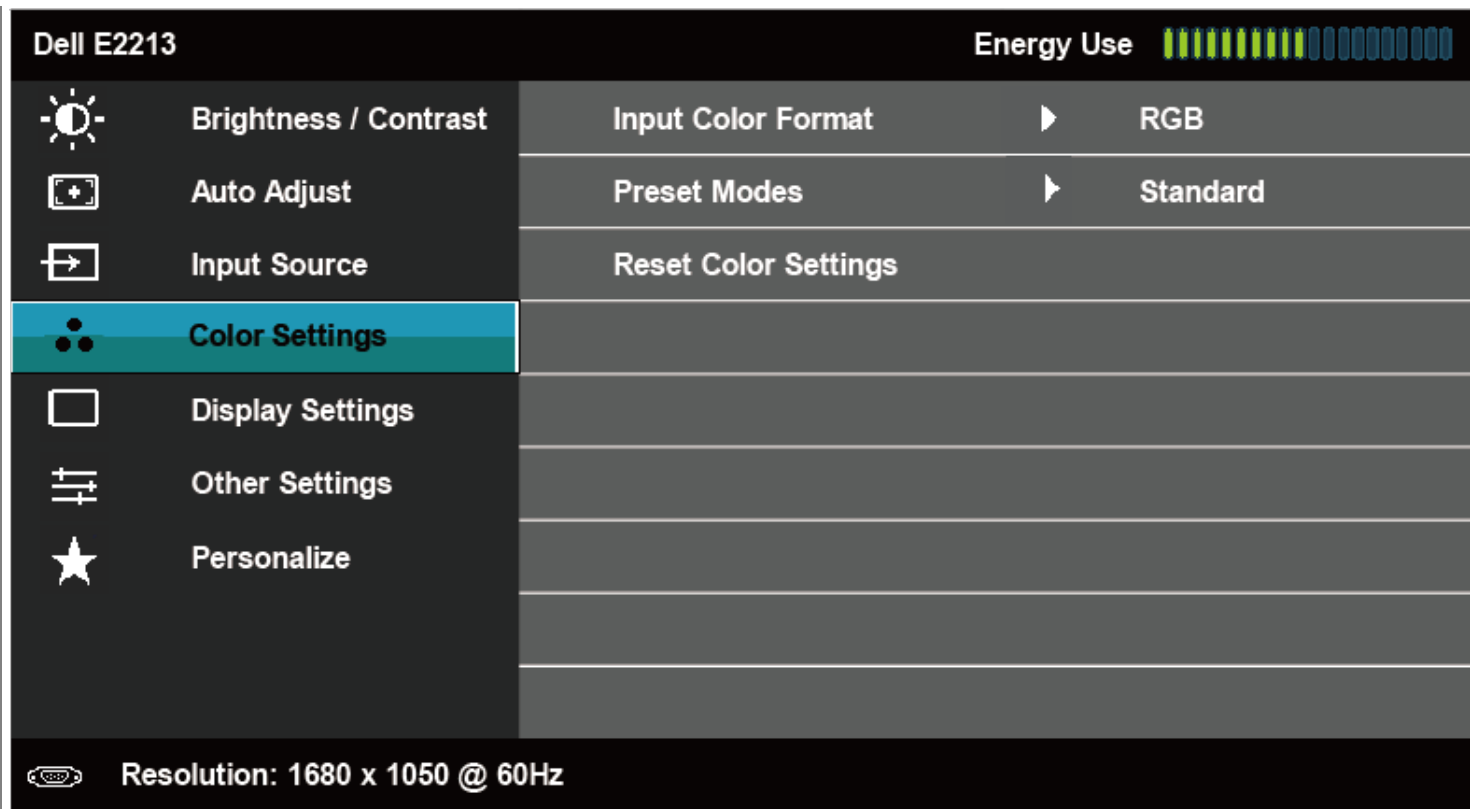 Dell E2213 Energy Use
Brightness / Contrast Input Color Format RGB
Auto Adjust Preset Modes Standard
Input Source Reset Color Settings
Color Settings
Display Settings
Other Settings
Personalize
Resolution: 1680 x 1050 @ 60Hz